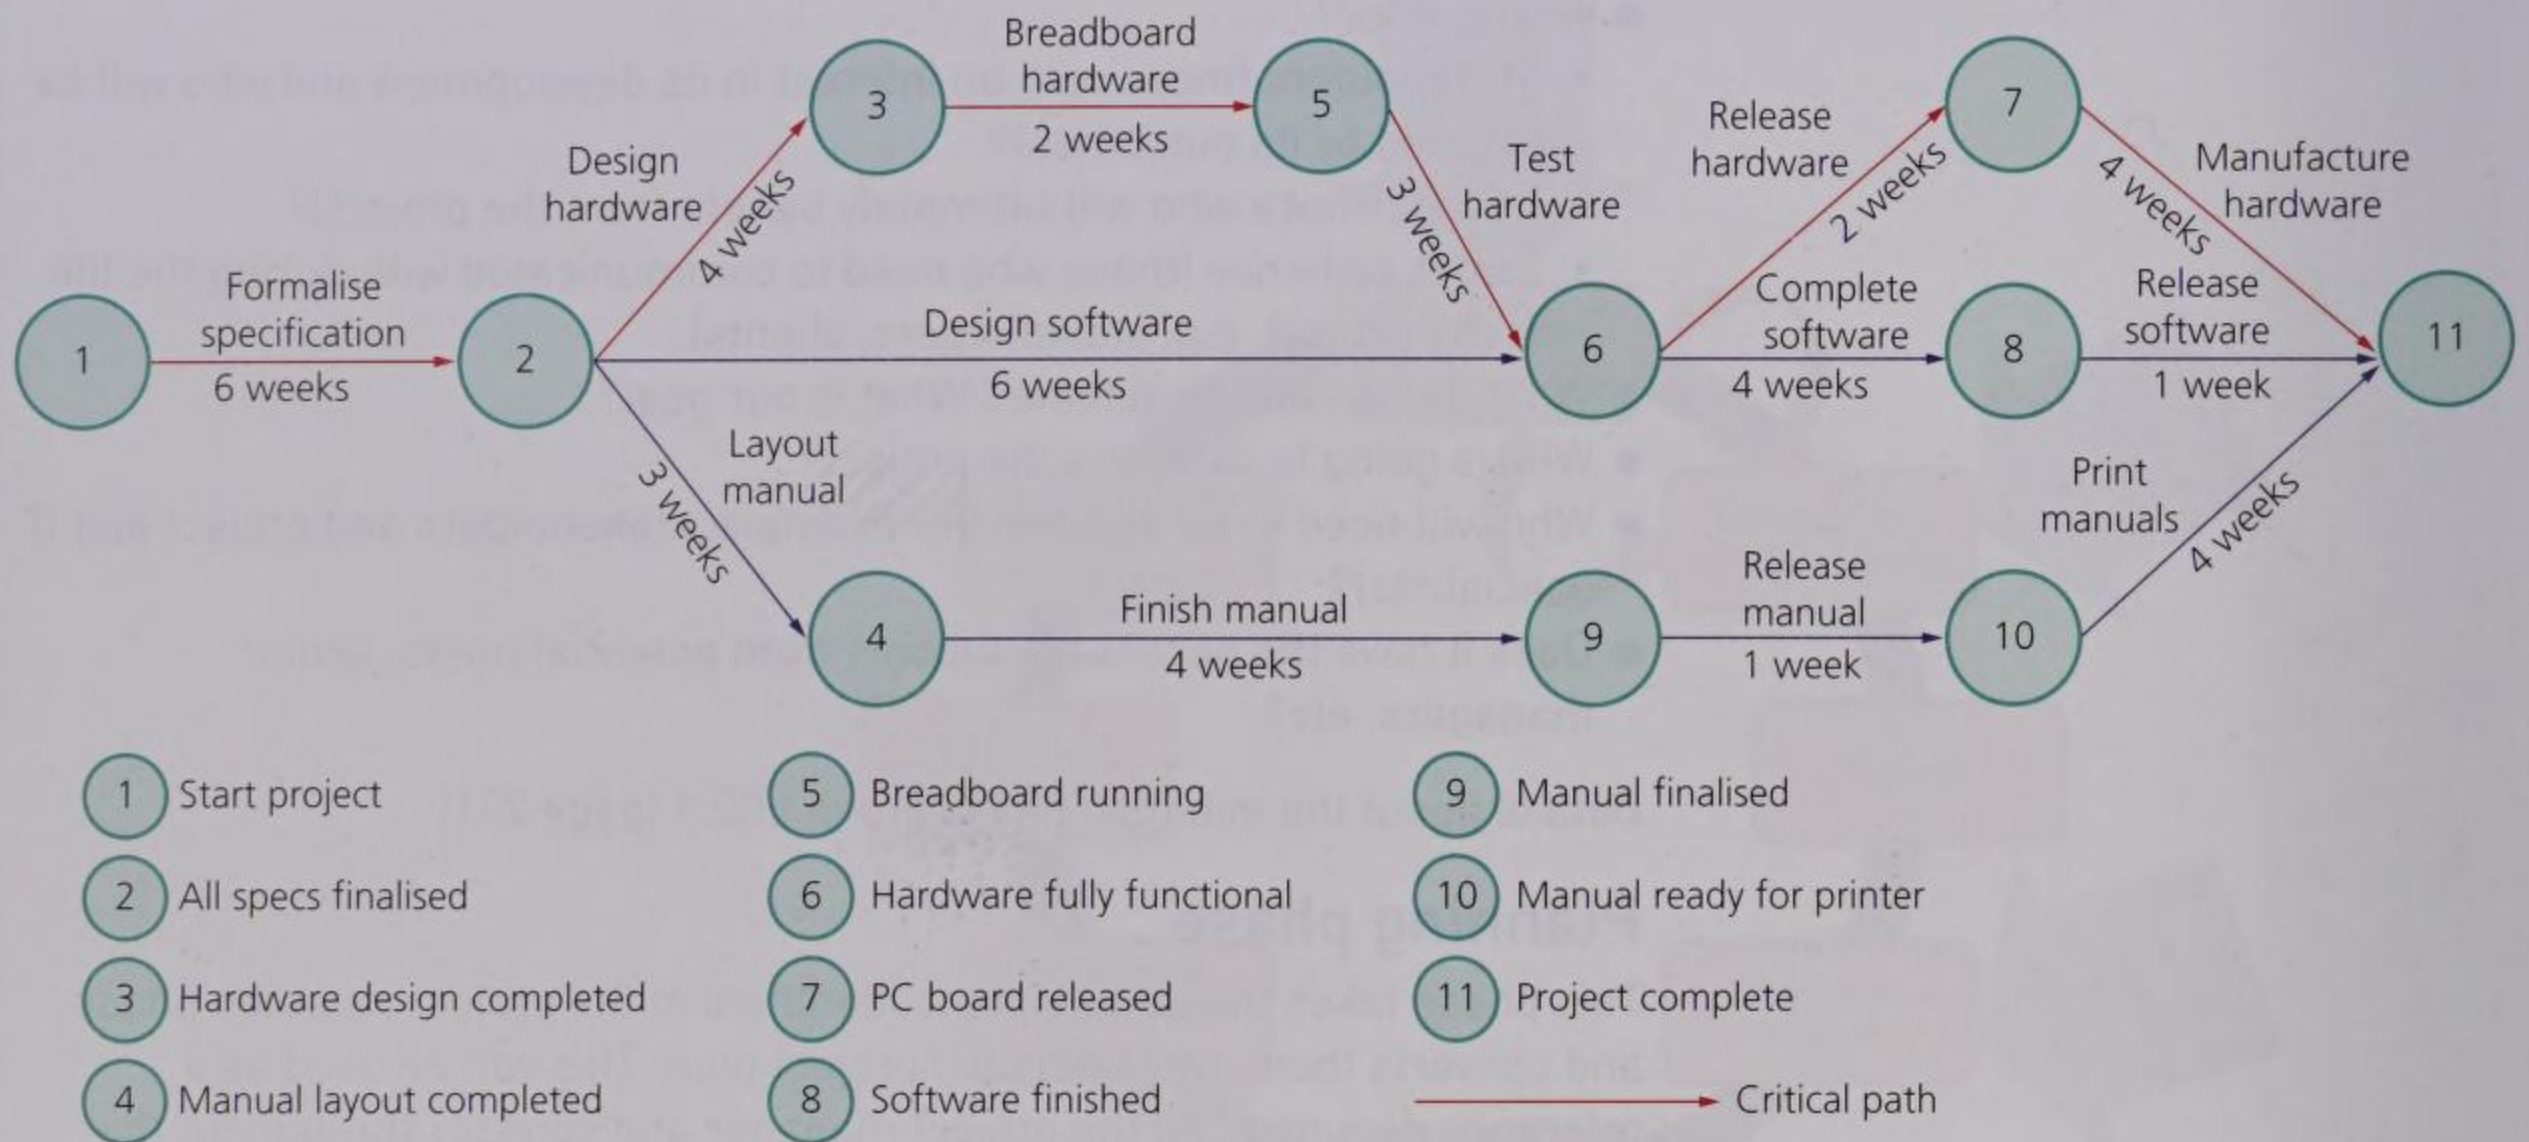 Breadboard
hardware
3
5
2 weeks
7
Release
hardware
2 weeks
Manufacture
hardware
4 weeks
Design
hardware
4 weeks
Test
hardware
3 weeks
Formalise
specification
1
2
6 weeks
Design software
6 weeks
6
Complete
software
4 weeks
8
Release
software
1 week
11
Layout
manual
3 weeks
Print
manuals
4 weeks
4
Finish manual
4 weeks
9
Release
manual
1 week
10
1 Start project
2 All specs finalised
3 Hardware design completed
4 Manual layout completed
5 Breadboard running
6 Hardware fully functional
7 PC board released
8 Software finished
9 Manual finalised
10 Manual ready for printer
11 Project complete
Critical path